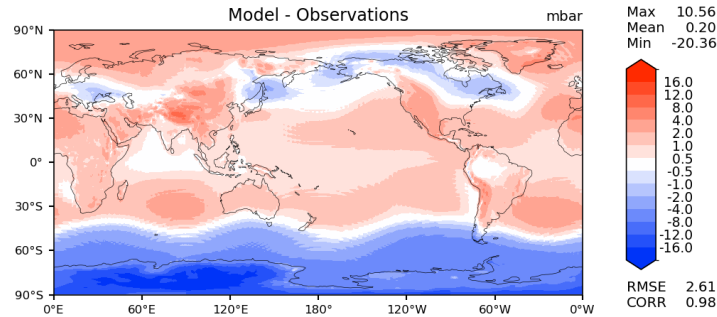 Model - Observations
mbar
Max 10.56
Mean 0.20
Min -20.36
90°N
60°N
30°N
0°
30°S
60°S
90°S
0°E
60°E
120°E
180°
120°W
60°W
0°W
16.0
12.0
8.0
4.0
2.0
1.0
0.5
-0.5
-1.0
-2.0
-4.0
-8.0
-12.0
-16.0
RMSE 2.61
CORR 0.98